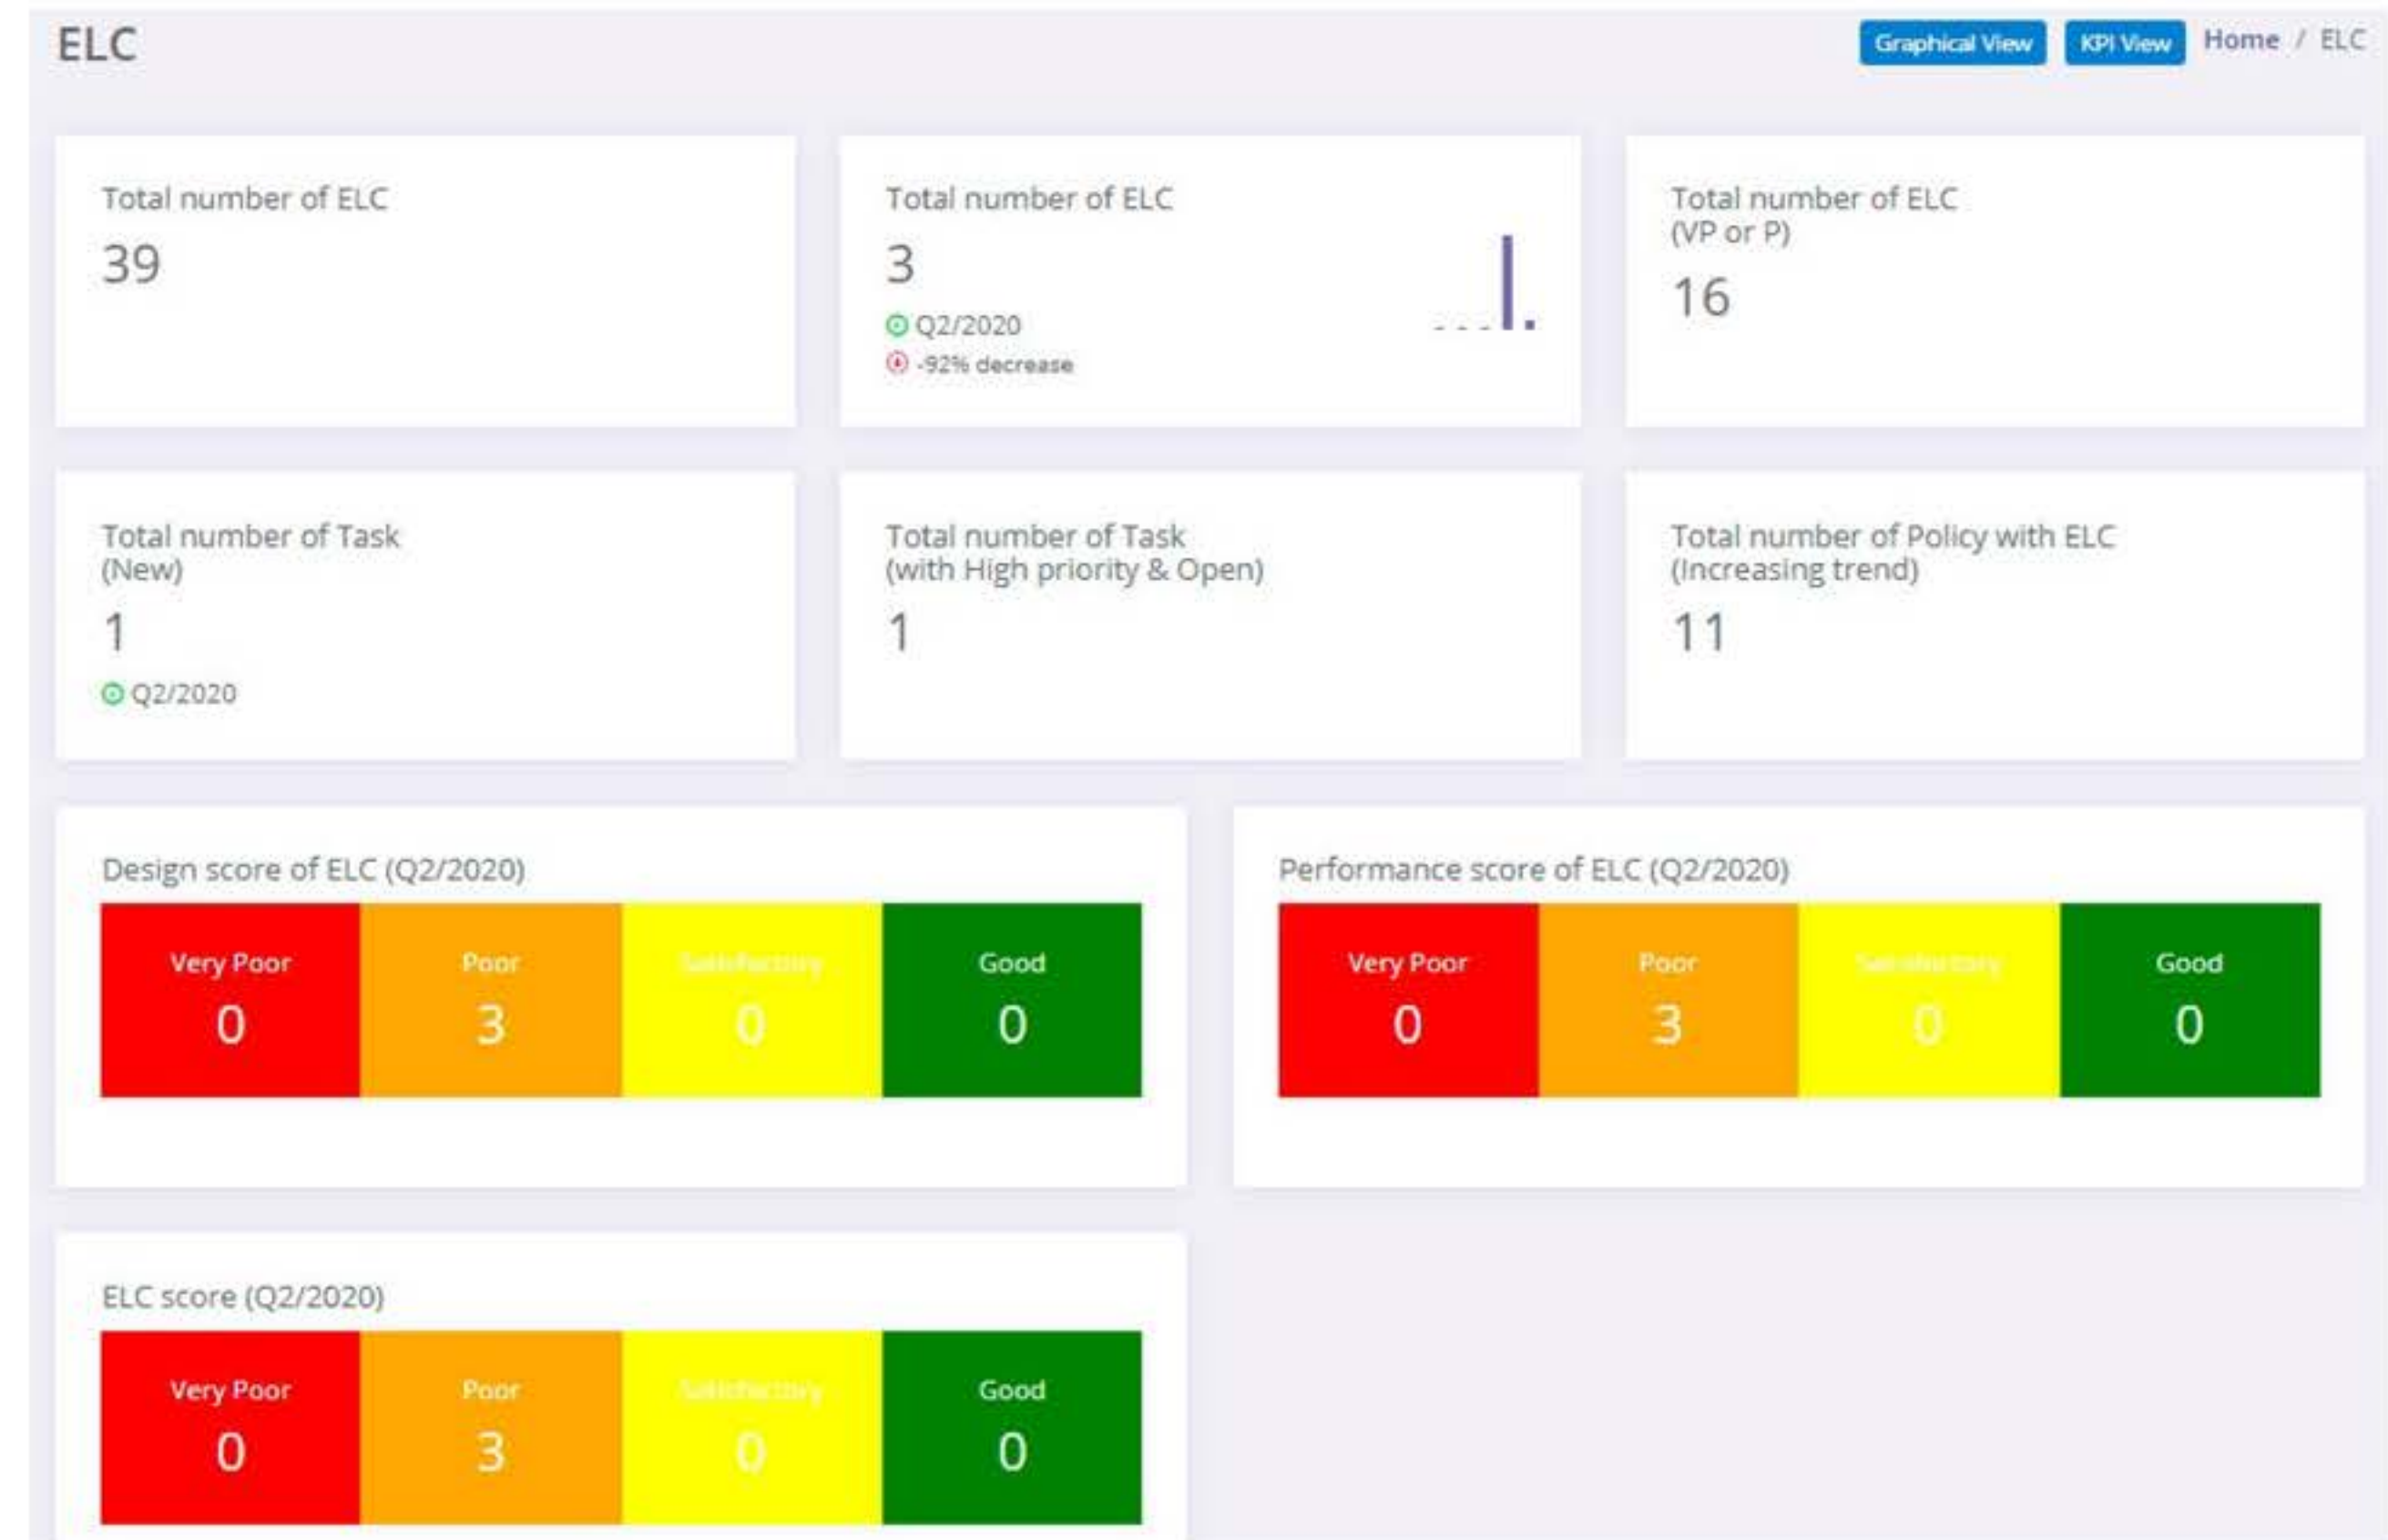 ELC
Graphical View KPI View Home / ELC
Total number of ELC
39
Total number of ELC
3
Q2/2020
-92% decrease
Total number of ELC
(VP or P)
16
Total number of Task
(New)
1
Q2/2020
Total number of Task
(with High priority & Open)
1
Total number of Policy with ELC
(Increasing trend)
11
Design score of ELC (Q2/2020)
Very Poor Poor Satisfactory Good
0 3 0 0
Performance score of ELC (Q2/2020)
Very Poor Poor Satisfactory Good
0 3 0 0
ELC score (Q2/2020)
Very Poor Poor Satisfactory Good
0 3 0 0